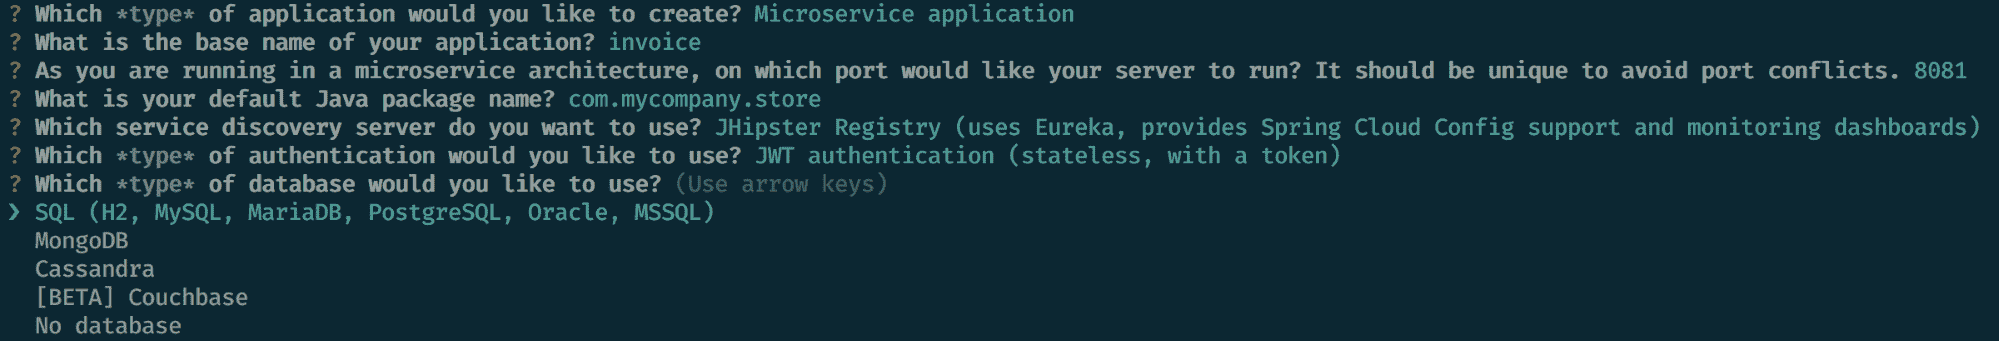 ? Which *type* of application would you like to create? Microservice application
? What is the base name of your application? invoice
? As you are running in a microservice architecture, on which port would like your server to run? It should be unique to avoid port conflicts. 8081
? What is your default Java package name? com.mycompany.store
? Which service discovery server do you want to use? JHipster Registry (uses Eureka, provides Spring Cloud Config support and monitoring dashboards)
? Which *type* of authentication would you like to use? JWT authentication (stateless, with a token)
? Which *type* of database would you like to use? (Use arrow keys)
❯ SQL (H2, MySQL, MariaDB, PostgreSQL, Oracle, MSSQL)
MongoDB
Cassandra
[BETA] Couchbase
No database